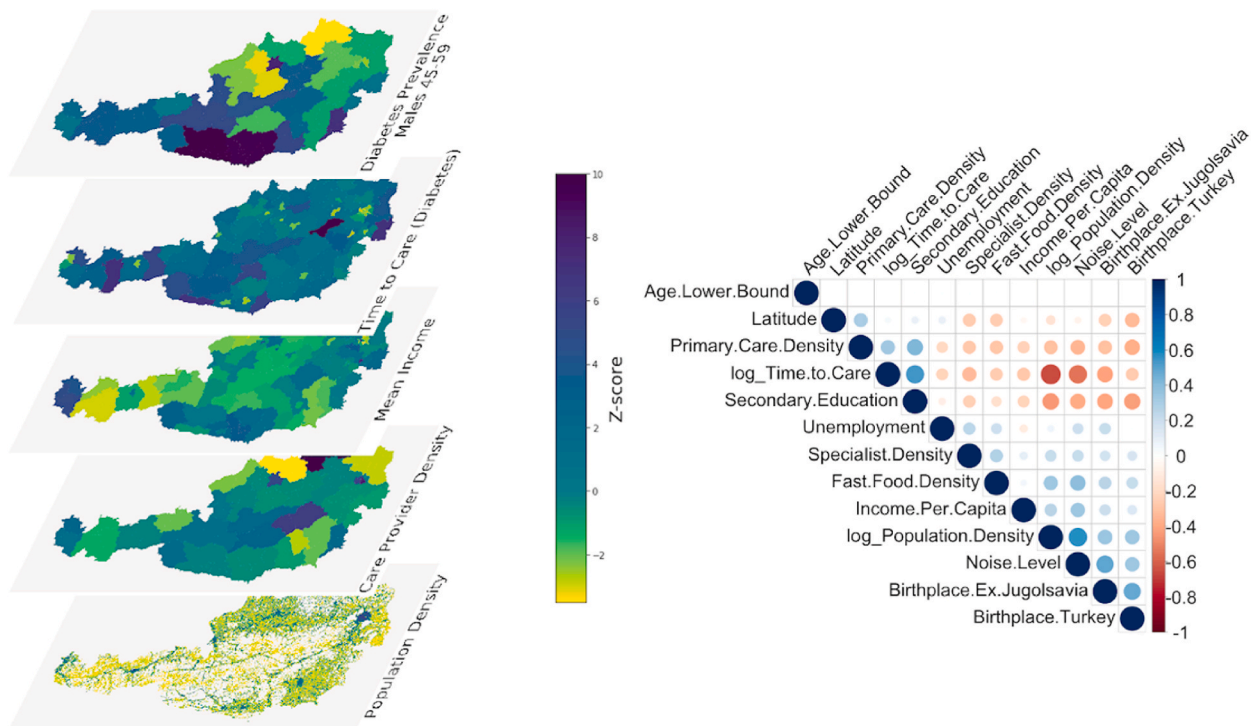 Diabetes Prevalence
Males 45-59
Time to Care (Diabetes)
Mean Income
Care Provider Density
Population Density
10
8
6
4
2
0
−2
Z-score
Age.Lower.Bound
Latitude
Primary.Care.Density
log_Time.to.Care
Secondary.Education
Unemployment
Specialist.Density
Fast.Food.Density
Income.Per.Capita
log_Population.Density
Noise.Level
Birthplace.Ex.Jugolsavia
Birthplace.Turkey
Age.Lower.Bound
Latitude
Primary.Care.Density
log_Time.to.Care
Secondary.Education
Unemployment
Specialist.Density
Fast.Food.Density
Income.Per.Capita
log_Population.Density
Noise.Level
Birthplace.Ex.Jugolsavia
Birthplace.Turkey
1
0.8
0.6
0.4
0.2
0
-0.2
-0.4
-0.6
-0.8
-1